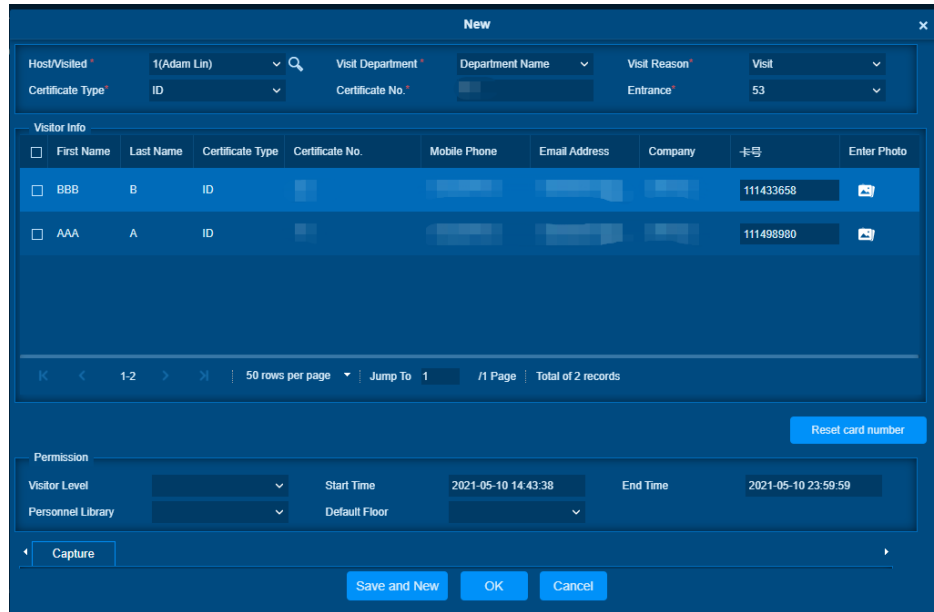 New
Host/Visited * 1(Adam Lin) Visit Department * Department Name Visit Reason* Visit
Certificate Type* ID Certificate No.* Entrance* 53
Visitor Info
First Name Last Name Certificate Type Certificate No. Mobile Phone Email Address Company 卡号 Enter Photo
BBB B ID 111433658
AAA A ID 111498980
1-2 50 rows per page Jump To 1 /1 Page Total of 2 records
Reset card number
Permission
Visitor Level Start Time 2021-05-10 14:43:38 End Time 2021-05-10 23:59:59
Personnel Library Default Floor
Capture
Save and New OK Cancel